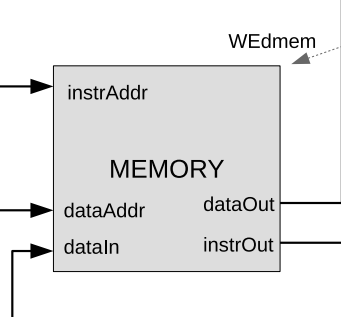 WEdmem
instrAddr
MEMORY
dataAddr
dataOut
dataIn
instrOut